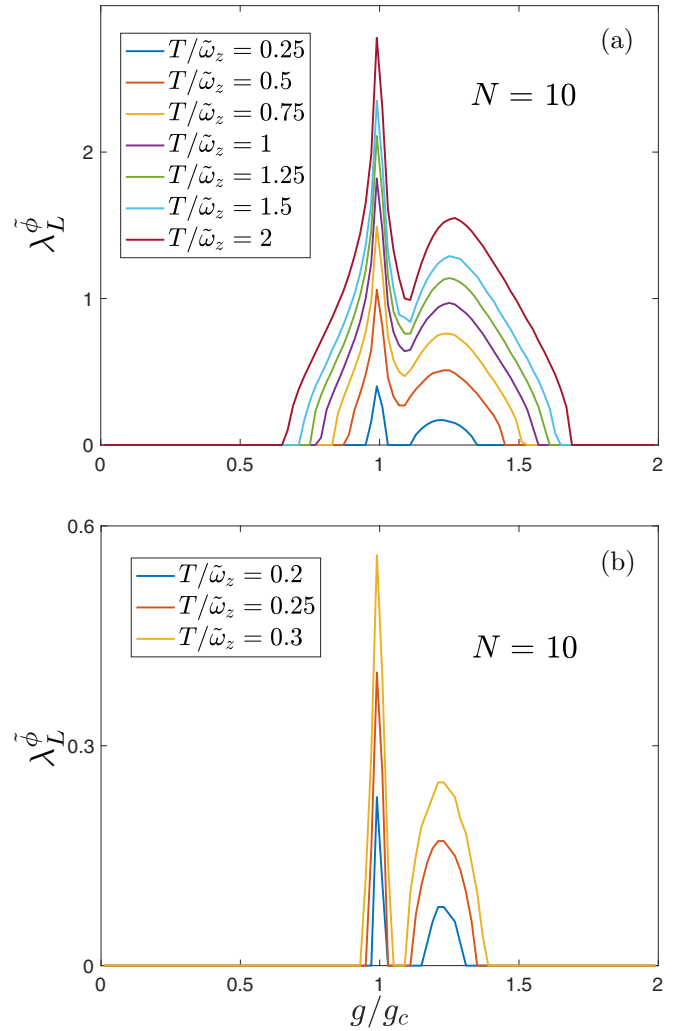 (a)
T/ω̃_z = 0.25
T/ω̃_z = 0.5
T/ω̃_z = 0.75
T/ω̃_z = 1
T/ω̃_z = 1.25
T/ω̃_z = 1.5
T/ω̃_z = 2
N = 10
λ_L^ϕ̃
2
1
0
0 0.5 1 1.5 2
(b)
T/ω̃_z = 0.2
T/ω̃_z = 0.25
T/ω̃_z = 0.3
N = 10
λ_L^ϕ̃
0.6
0.3
0
0 0.5 1 1.5 2
g/g_c